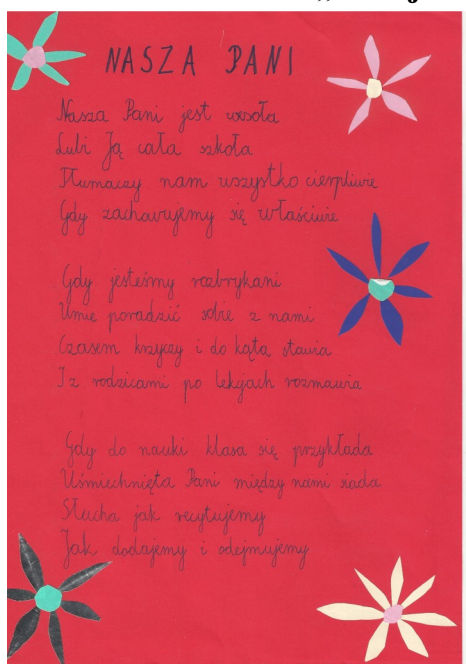 NASZA PANI
Nasza Pani jest wesoła
Lubi Ją cała szkoła
Tłumaczy nam wszystko cierpliwie
Gdy zachowujemy się właściwie
Gdy jesteśmy rozbrykani
Umie poradzić sobie z nami
Czasem krzyczy i do kąta stawia
I z rodzicami po lekcjach rozmawia
Gdy do nauki klasa się przykłada
Uśmiechnięta Pani między nami siada
Słucha jak recytujemy
Jak dodajemy i odejmujemy